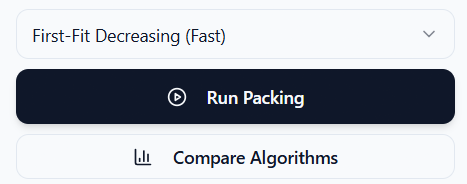 First-Fit Decreasing (Fast)
Run Packing
Compare Algorithms